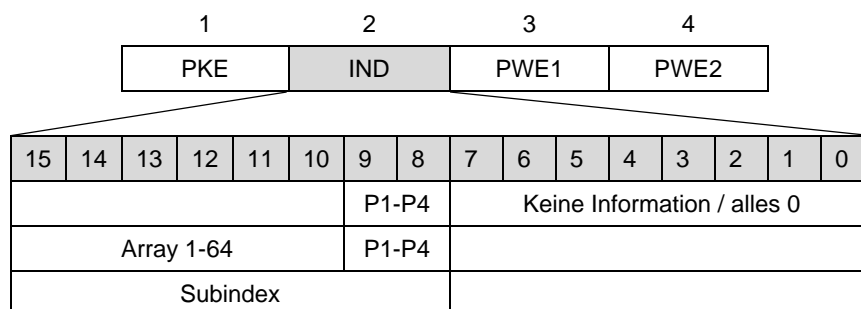 1 2 3 4
PKE IND PWE1 PWE2
15 14 13 12 11 10 9 8 7 6 5 4 3 2 1 0
P1-P4 Keine Information / alles 0
Array 1-64 P1-P4
Subindex